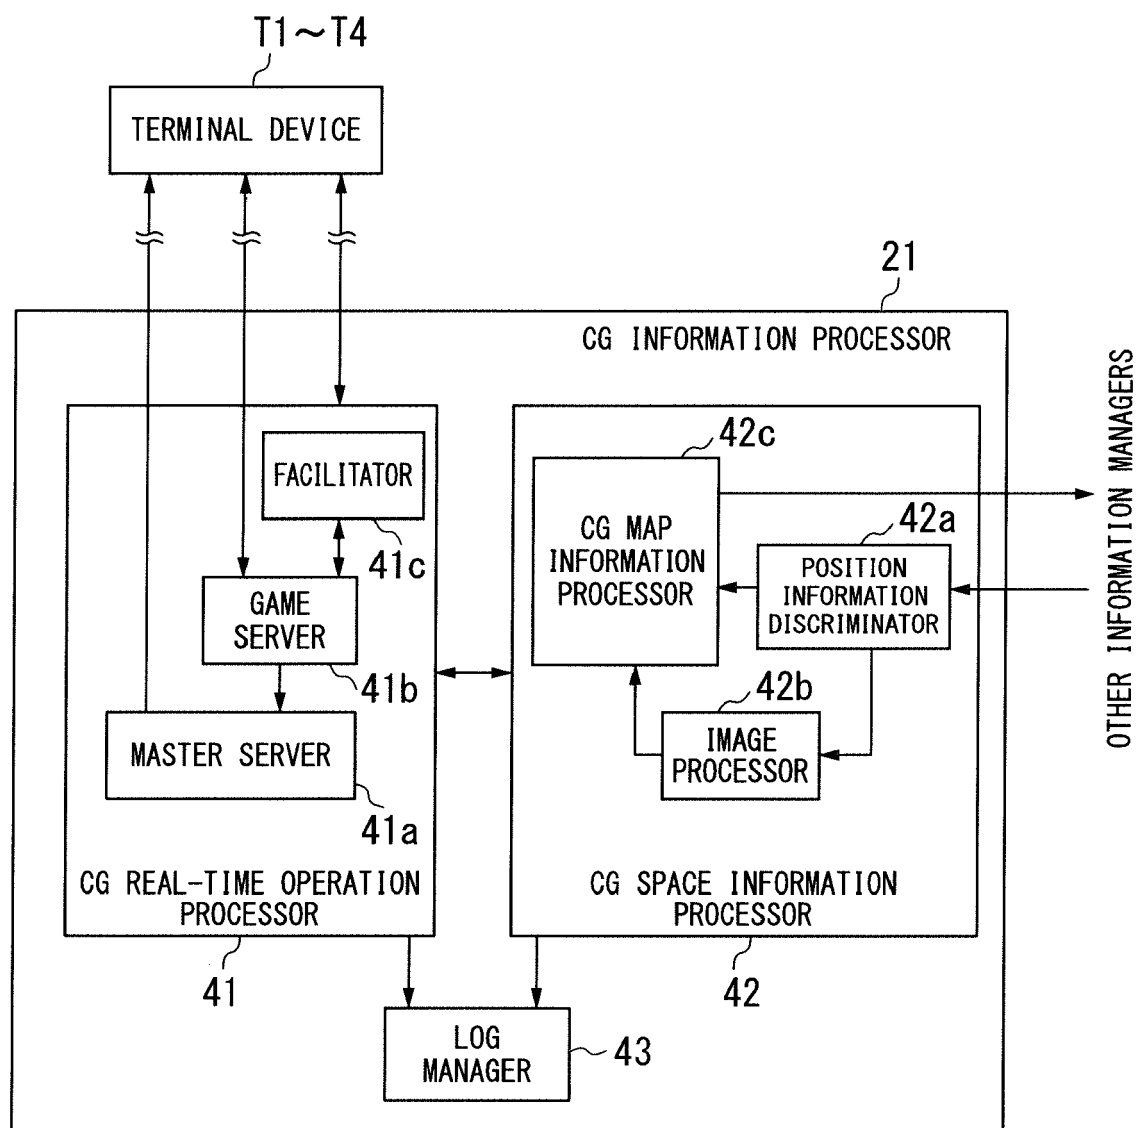 T1～T4
TERMINAL DEVICE
21
CG INFORMATION PROCESSOR
FACILITATOR
41c
GAME
SERVER
41b
MASTER SERVER
41a
CG REAL-TIME OPERATION
PROCESSOR
41
42c
CG MAP
INFORMATION
PROCESSOR
42a
POSITION
INFORMATION
DISCRIMINATOR
42b
IMAGE
PROCESSOR
CG SPACE INFORMATION
PROCESSOR
42
LOG
MANAGER
43
OTHER INFORMATION MANAGERS